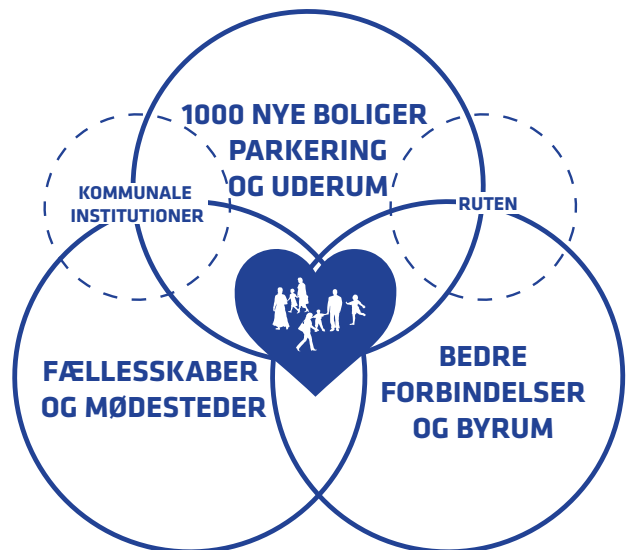 1000 NYE BOLIGER
PARKERING
OG UDERUM
KOMMUNALE
INSTITUTIONER
RUTEN
FÆLLESSKABER
OG MØDESTEDER
BEDRE
FORBINDELSER
OG BYRUM